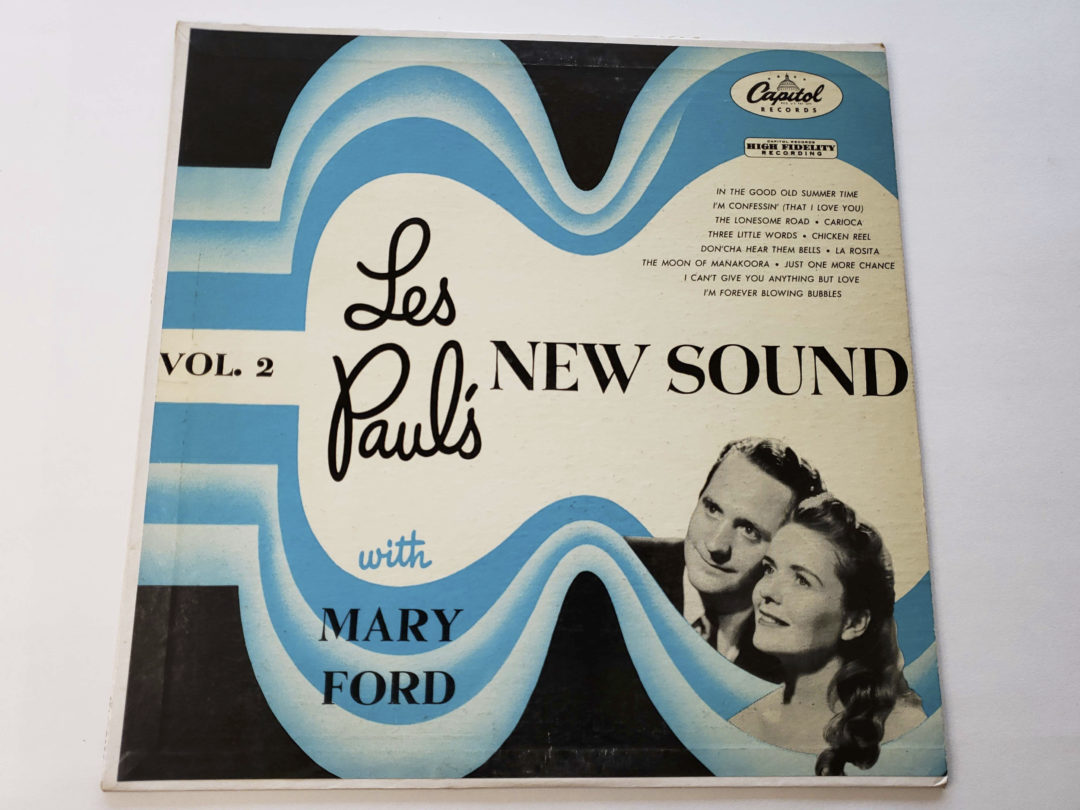 Capitol
RECORDS
CAPITOL RECORDS
HIGH FIDELITY
RECORDING
IN THE GOOD OLD SUMMER TIME
I'M CONFESSIN' (THAT I LOVE YOU)
THE LONESOME ROAD • CARIOCA
THREE LITTLE WORDS • CHICKEN REEL
DON'CHA HEAR THEM BELLS • LA ROSITA
THE MOON OF MANAKOORA • JUST ONE MORE CHANCE
I CAN'T GIVE YOU ANYTHING BUT LOVE
I'M FOREVER BLOWING BUBBLES
VOL. 2
Les
Paul's
NEW SOUND
with
MARY
FORD